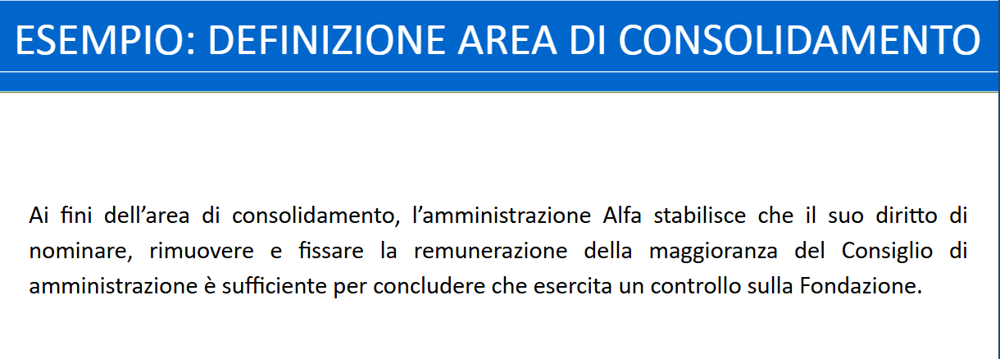 ESEMPIO: DEFINIZIONE AREA DI CONSOLIDAMENTO
Ai fini dell’area di consolidamento, l’amministrazione Alfa stabilisce che il suo diritto di
nominare, rimuovere e fissare la remunerazione della maggioranza del Consiglio di
amministrazione è sufficiente per concludere che esercita un controllo sulla Fondazione.